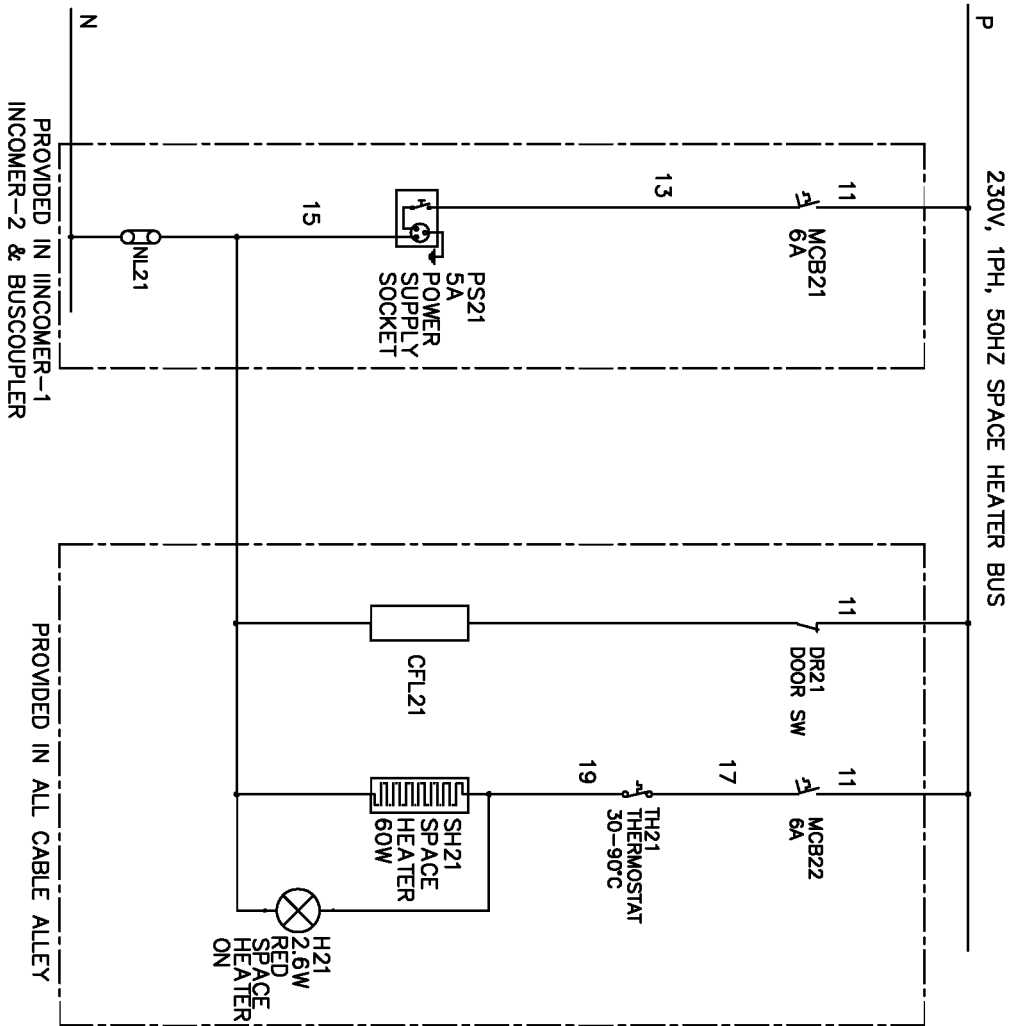 P
230V, 1PH, 50HZ SPACE HEATER BUS
11
MCB21
6A
13
PS21
5A
POWER
SUPPLY
SOCKET
15
NL21
N
PROVIDED IN INCOMER-1
INCOMER-2 & BUSCOUPLER
11
DR21
DOOR SW
CFL21
11
MCB22
6A
17
TH21
THERMOSTAT
30-90°C
19
SH21
SPACE
HEATER
60W
H21
2.6W
RED
SPACE
HEATER
ON
PROVIDED IN ALL CABLE ALLEY